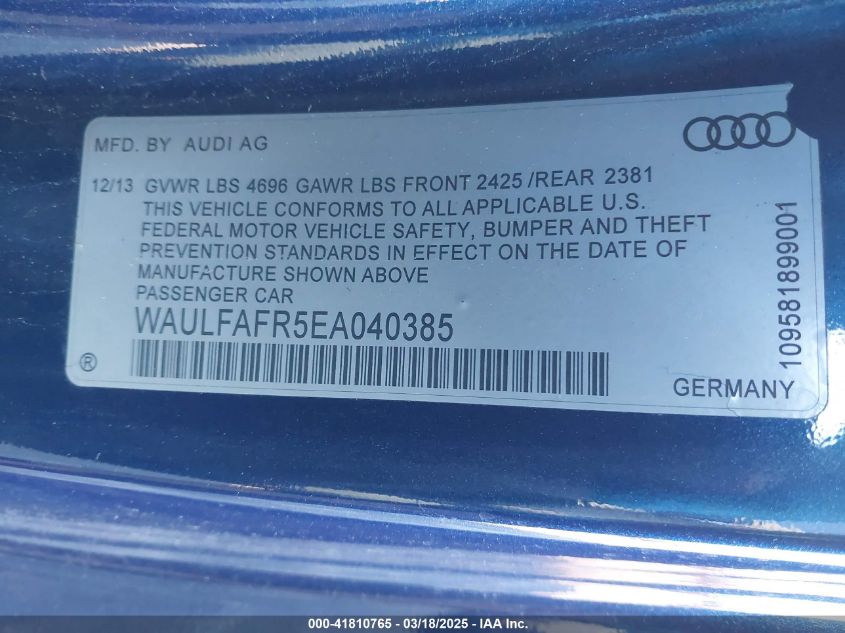 MFD. BY AUDI AG
12/13 GVWR LBS 4696 GAWR LBS FRONT 2425 /REAR 2381
THIS VEHICLE CONFORMS TO ALL APPLICABLE U.S.
FEDERAL MOTOR VEHICLE SAFETY, BUMPER AND THEFT
PREVENTION STANDARDS IN EFFECT ON THE DATE OF
MANUFACTURE SHOWN ABOVE
PASSENGER CAR
WAULFAFR5EA040385
®
GERMANY
109581899001
000-41810765 - 03/18/2025 - IAA, Inc.